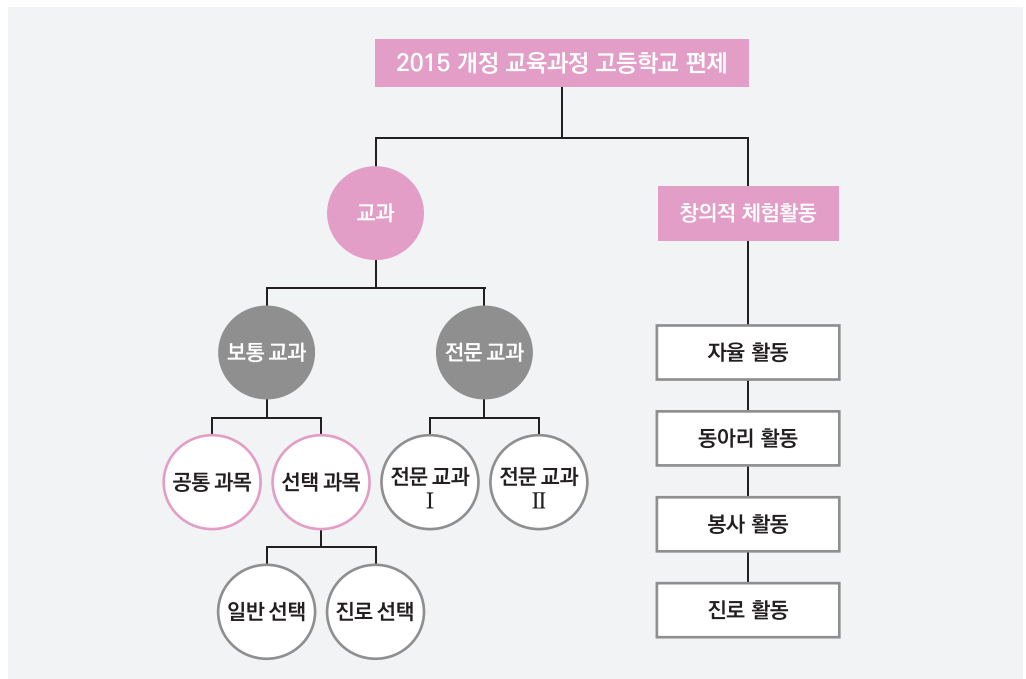 2015 개정 교육과정 고등학교 편제
교과
창의적 체험활동
보통 교과
전문 교과
자율 활동
동아리 활동
공통 과목
선택 과목
전문 교과
Ⅰ
전문 교과
Ⅱ
봉사 활동
일반 선택
진로 선택
진로 활동